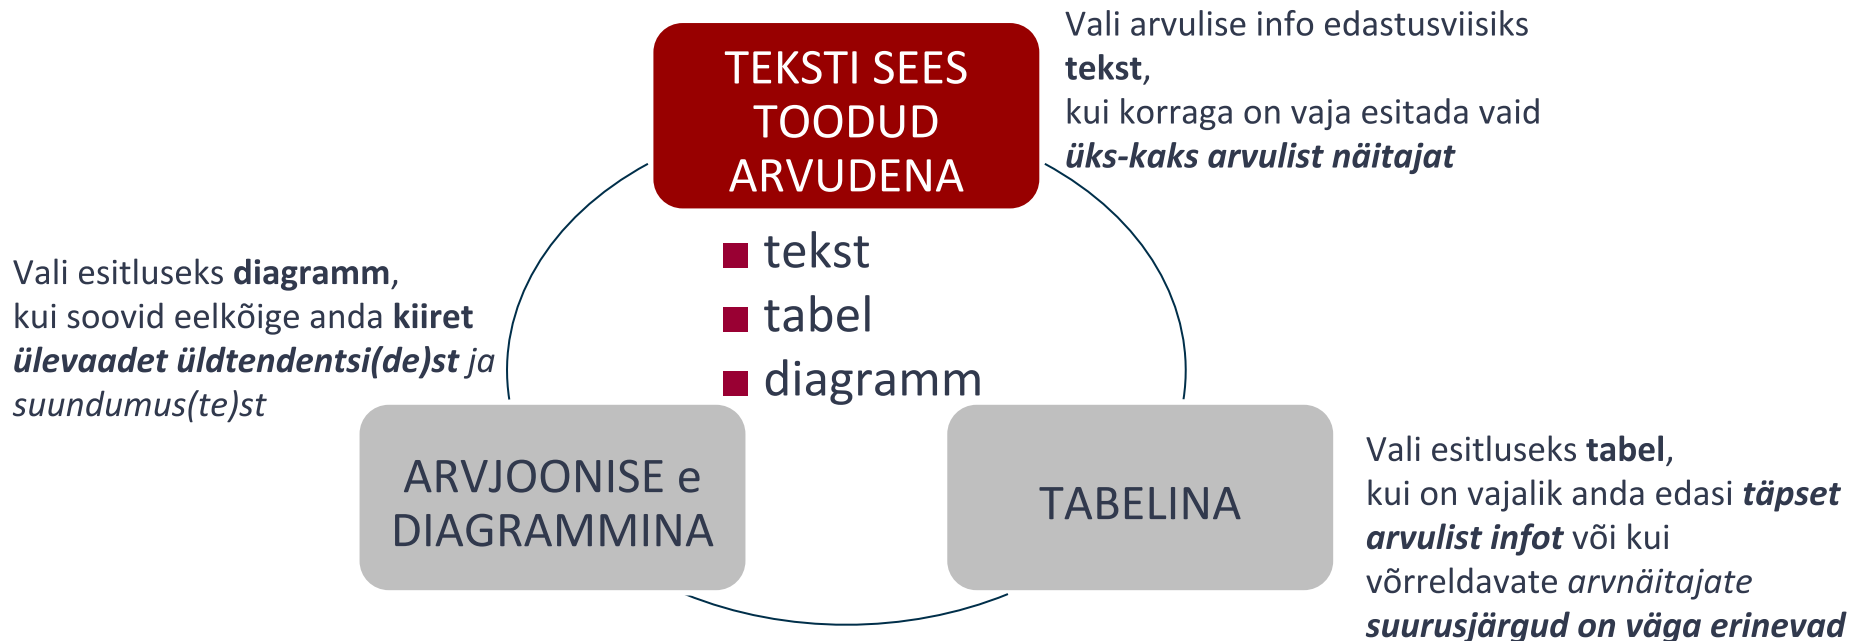 TEKSTI SEES
TOODUD
ARVUDENA
Vali arvulise info edastusviisiks
tekst,
kui korraga on vaja esitada vaid
üks-kaks arvulist näitajat
tekst
tabel
diagramm
Vali esitluseks diagramm,
kui soovid eelkõige anda kiiret
ülevaadet üldtendentsi(de)st ja
suundumus(te)st
ARVJOONISE e
DIAGRAMMINA
TABELINA
Vali esitluseks tabel,
kui on vajalik anda edasi täpset
arvulist infot või kui
võrreldavate arvnäitajate
suurusjärgud on väga erinevad